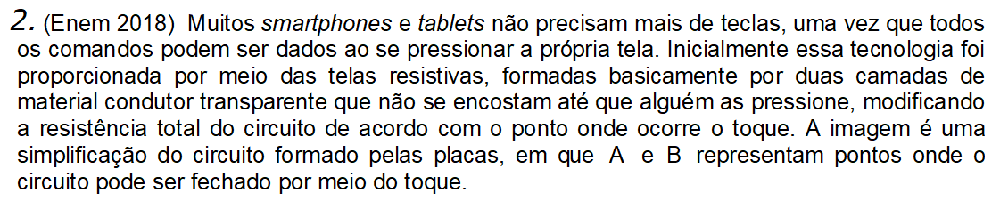 2. (Enem 2018) Muitos smartphones e tablets não precisam mais de teclas, uma vez que todos
os comandos podem ser dados ao se pressionar a própria tela. Inicialmente essa tecnologia foi
proporcionada por meio das telas resistivas, formadas basicamente por duas camadas de
material condutor transparente que não se encostam até que alguém as pressione, modificando
a resistência total do circuito de acordo com o ponto onde ocorre o toque. A imagem é uma
simplificação do circuito formado pelas placas, em que A e B representam pontos onde o
circuito pode ser fechado por meio do toque.